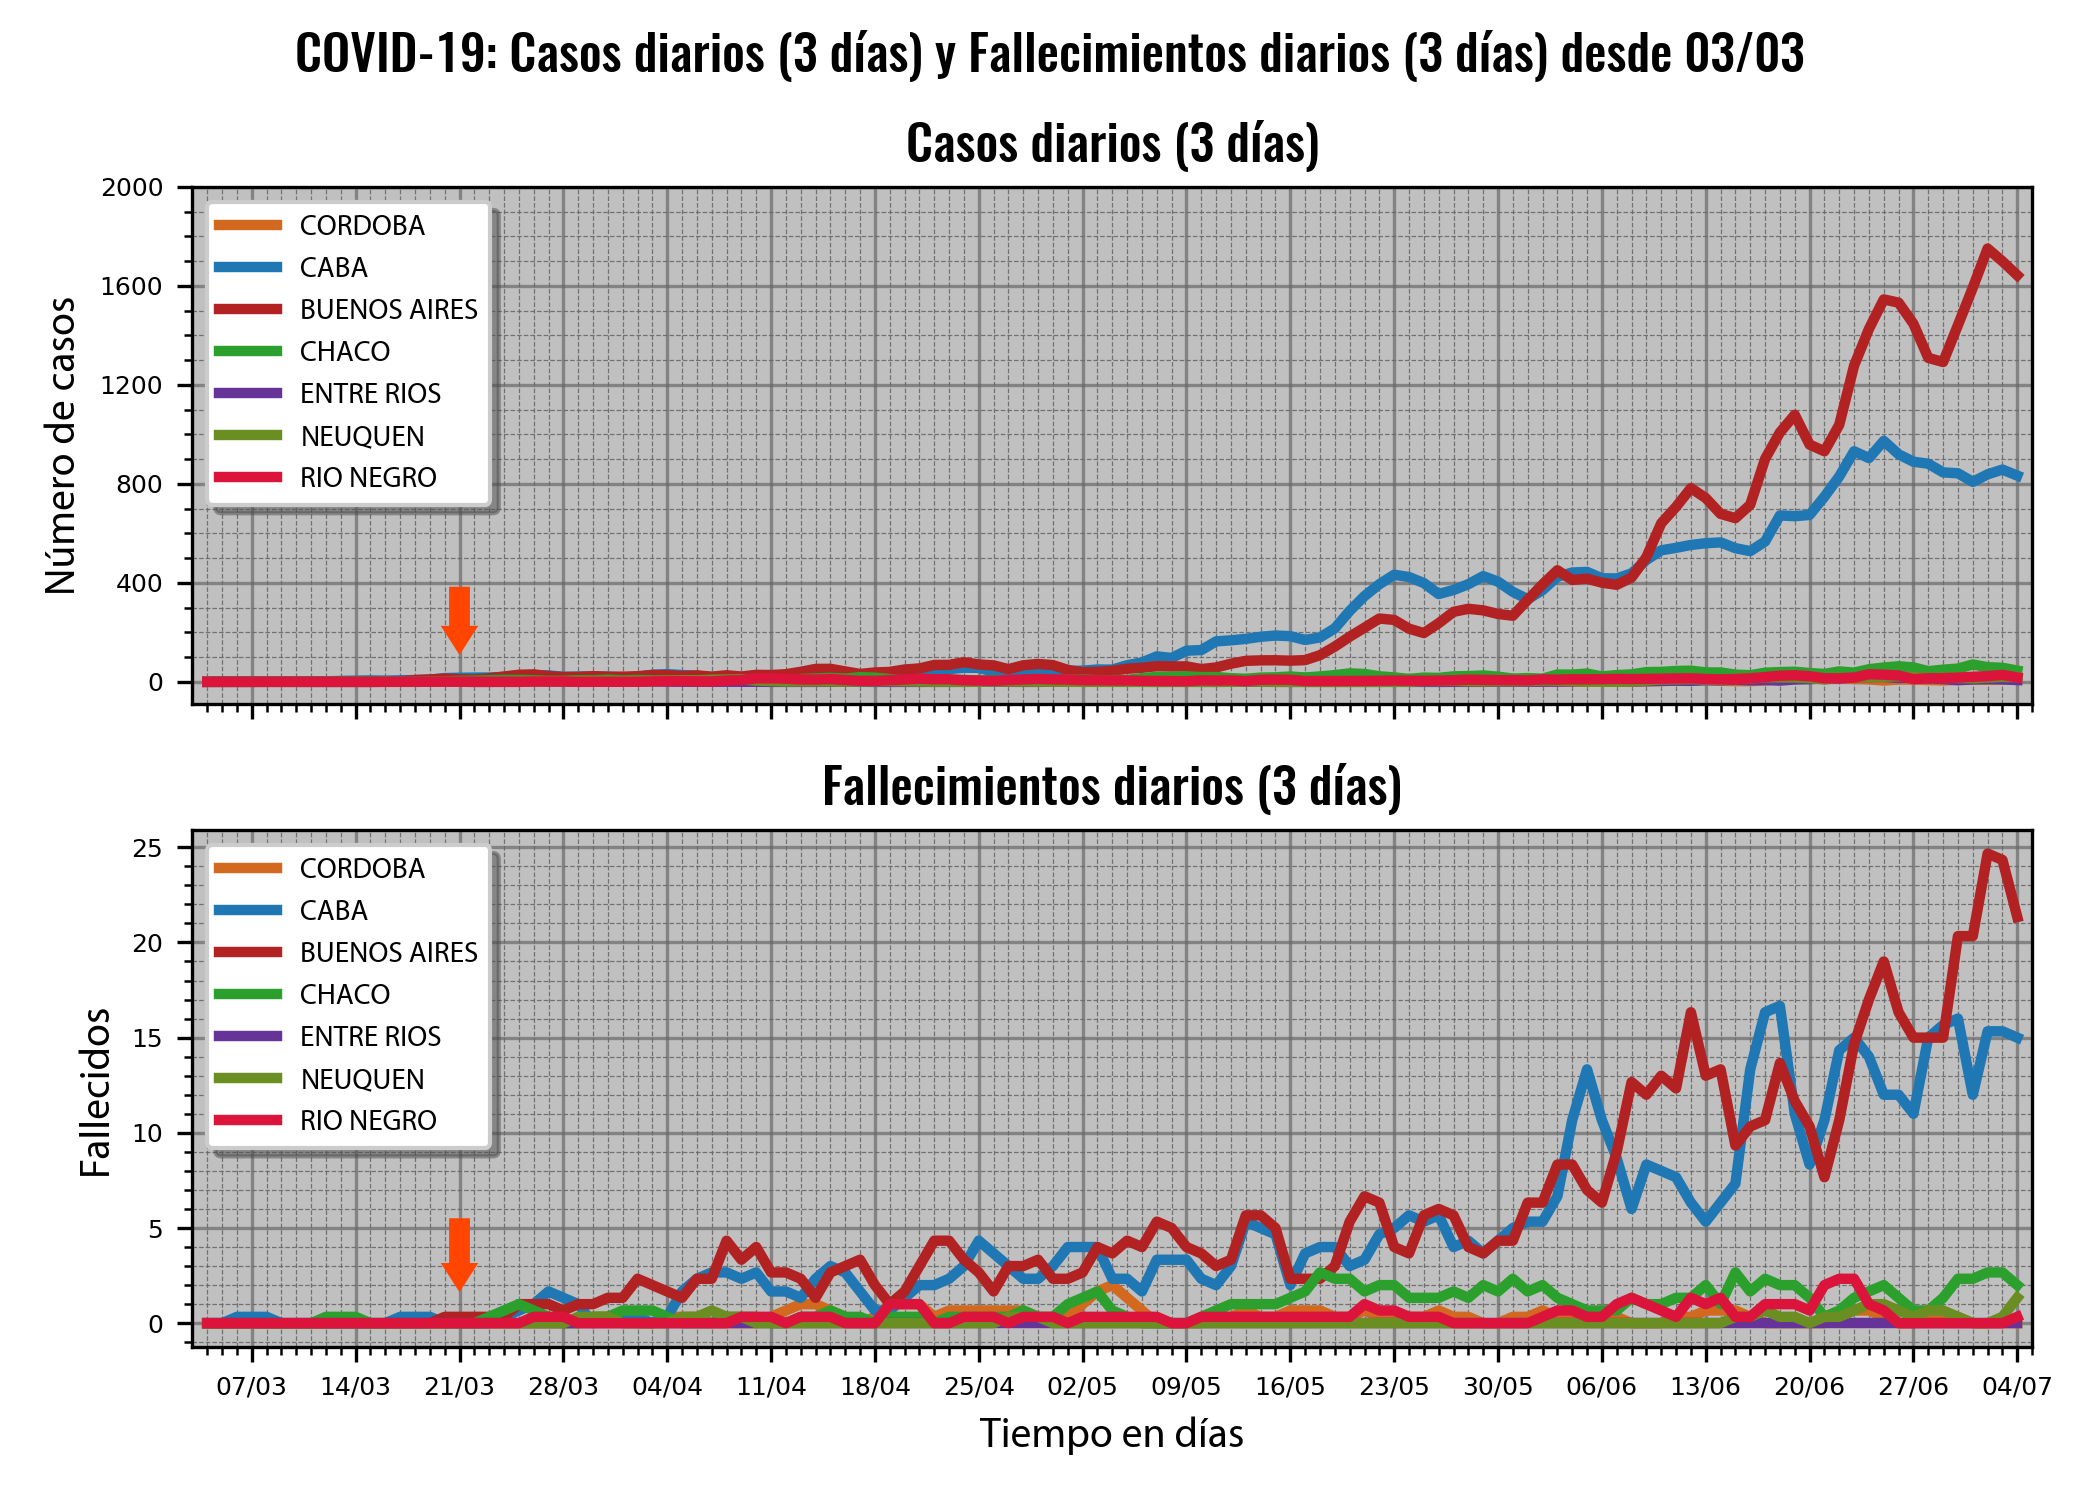 COVID-19: Casos diarios (3 días) y Fallecimientos diarios (3 días) desde 03/03
Casos diarios (3 días)
Número de casos
2000
1600
1200
800
400
0
CORDOBA
CABA
BUENOS AIRES
CHACO
ENTRE RIOS
NEUQUEN
RIO NEGRO
Fallecimientos diarios (3 días)
Fallecidos
25
20
15
10
5
0
CORDOBA
CABA
BUENOS AIRES
CHACO
ENTRE RIOS
NEUQUEN
RIO NEGRO
07/03 14/03 21/03 28/03 04/04 11/04 18/04 25/04 02/05 09/05 16/05 23/05 30/05 06/06 13/06 20/06 27/06 04/07
Tiempo en días